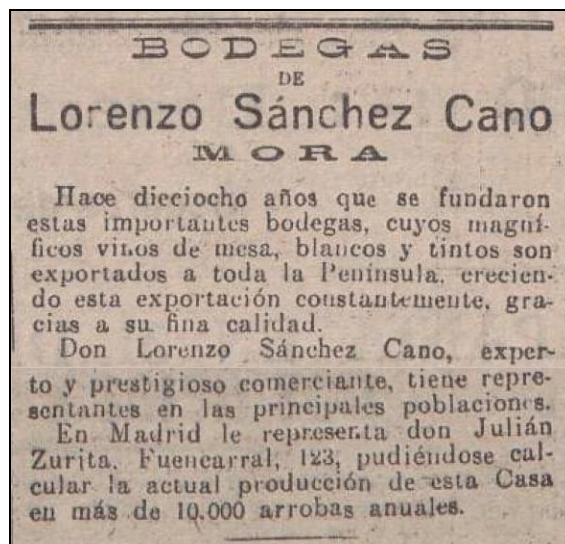 BODEGAS
DE
Lorenzo Sánchez Cano
MORA
Hace dieciocho años que se fundaron
estas importantes bodegas, cuyos magní-
ficos vinos de mesa, blancos y tintos son
exportados a toda la Península, crecien-
do esta exportación constantemente, gra-
cias a su fina calidad.
Don Lorenzo Sánchez Cano, exper-
to y prestigioso comerciante, tiene repre-
sentantes en las principales poblaciones.
En Madrid le representa don Julián
Zurita, Fuencarral, 123, pudiéndose cal-
cular la actual producción de esta Casa
en más de 10.000 arrobas anuales.